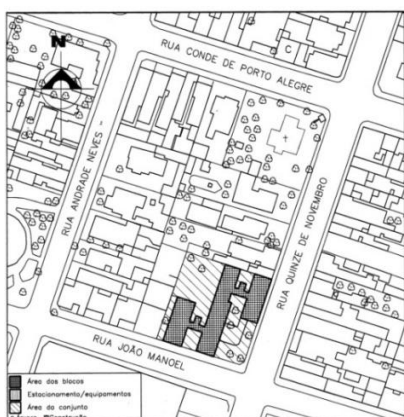 N
RUA CONDE DE PORTO ALEGRE
C
RUA ANDRADE NEVES
RUA QUINZE DE NOVEMBRO
RUA JOÃO MANOEL
Área dos blocos
Estacionamento/equipamentos
Área do conjunto